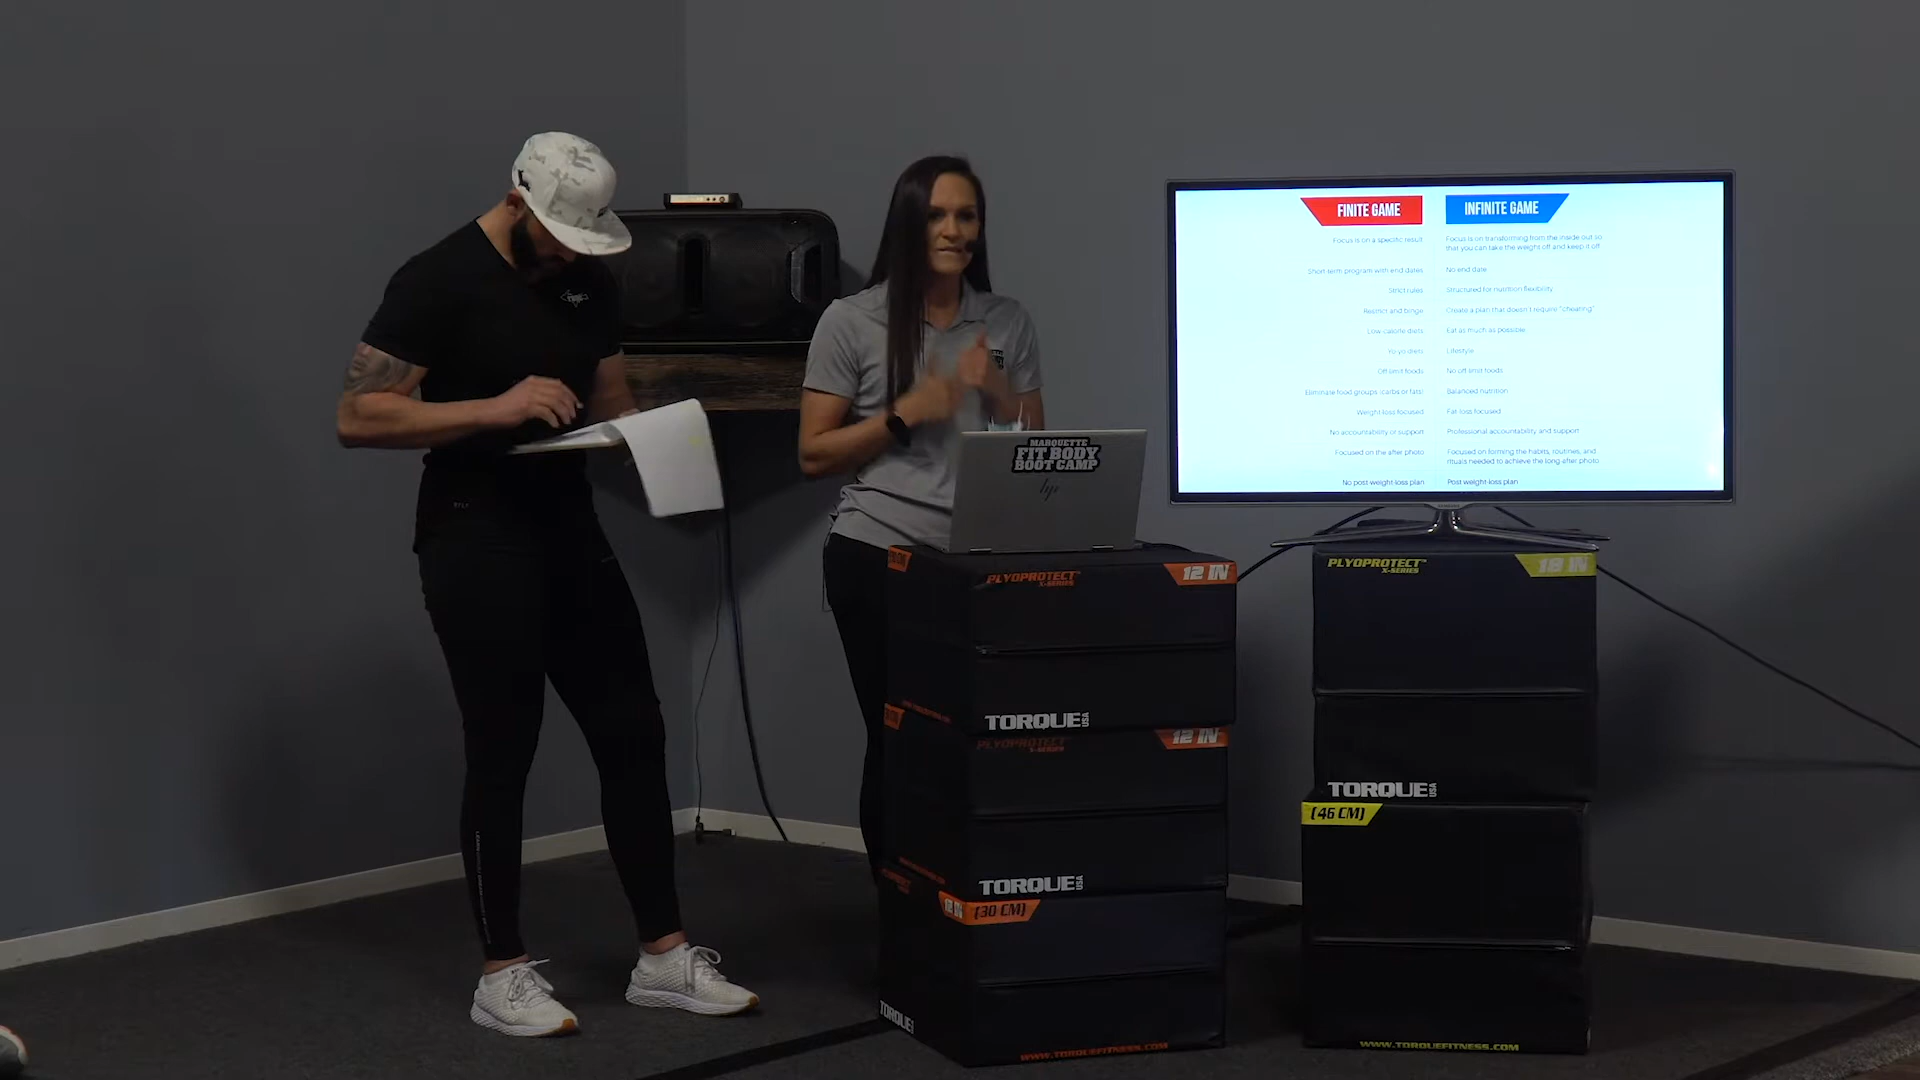 FINITE GAME
INFINITE GAME
Focus is on a specific result
Focus is on transforming from the inside out so
that you can take the weight off and keep it off
Short-term program with end dates
No end date
Strict rules
Structured for nutrition flexibility
Restrict and binge
Create a plan that doesn't require "cheating"
Low calorie diets
Eat as much as possible
Yo-yo diets
Lifestyle
Off limit foods
No off limit foods
Eliminate food groups (carbs or fats)
Balanced nutrition
Weight-loss focused
Fat-loss focused
No accountability or support
Professional accountability and support
Focused on the after photo
Focused on forming the habits, routines, and
rituals needed to achieve the long after photo
No post weight-loss plan
Post weight-loss plan
MARQUETTE
FIT BODY
BOOT CAMP
hp
PLYOPROTECT™
X-SERIES
12 IN
TORQUE USA
PLYOPROTECT
X-SERIES
12 IN
TORQUE USA
12 IN (30 CM)
TORQUE
WWW.TORQUEFITNESS.COM
PLYOPROTECT™
X-SERIES
18 IN
TORQUE USA
(46 CM)
WWW.TORQUEFITNESS.COM